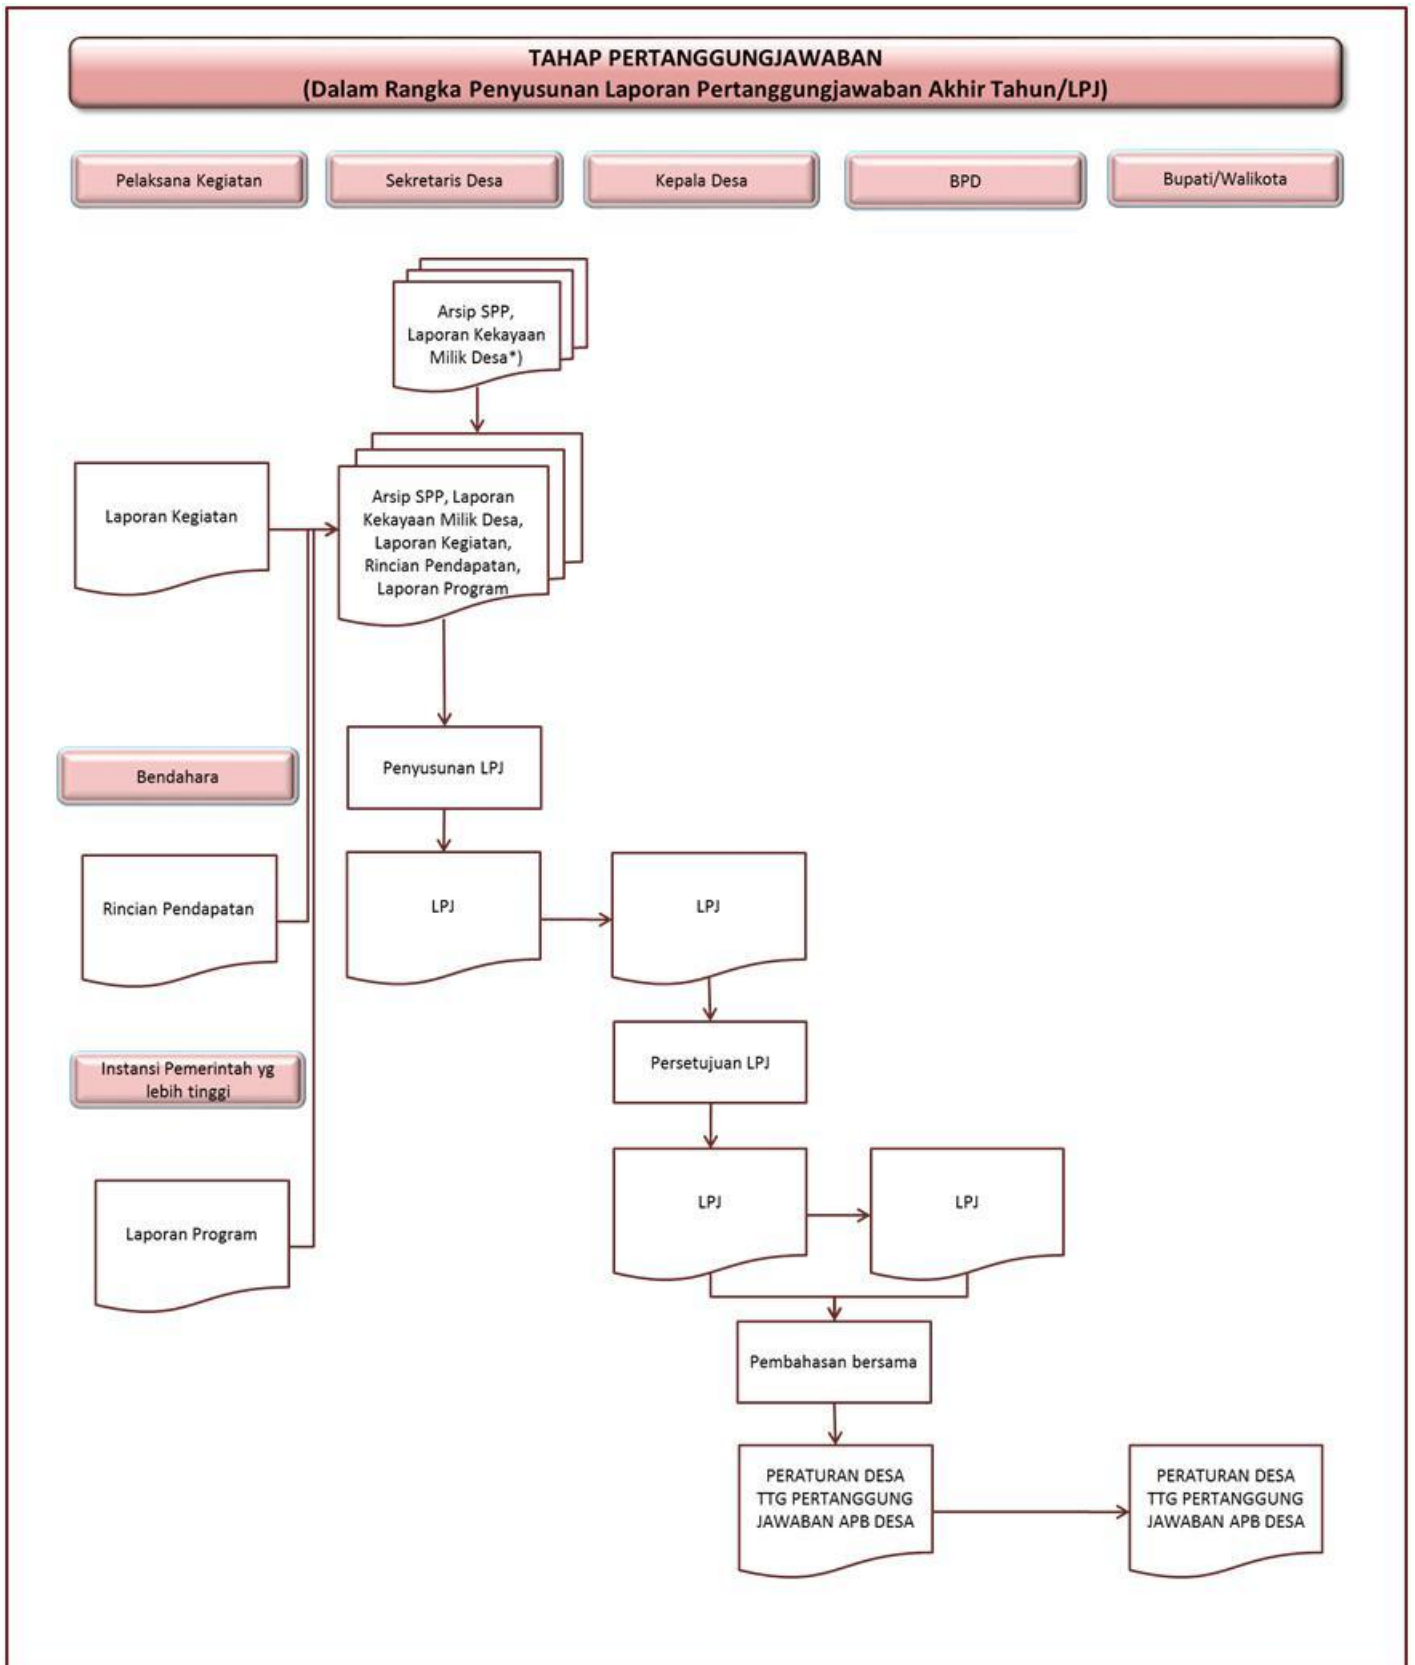 TAHAP PERTANGGUNGJAWABAN
(Dalam Rangka Penyusunan Laporan Pertanggungjawaban Akhir Tahun/LPJ)
Pelaksana Kegiatan
Sekretaris Desa
Kepala Desa
BPD
Bupati/Walikota
Arsip SPP,
Laporan Kekayaan
Milik Desa*)
Laporan Kegiatan
Arsip SPP, Laporan
Kekayaan Milik Desa,
Laporan Kegiatan,
Rincian Pendapatan,
Laporan Program
Penyusunan LPJ
Bendahara
Rincian Pendapatan
LPJ
LPJ
Instansi Pemerintah yg
lebih tinggi
Persetujuan LPJ
Laporan Program
LPJ
LPJ
Pembahasan bersama
PERATURAN DESA
TTG PERTANGGUNG
JAWABAN APB DESA
PERATURAN DESA
TTG PERTANGGUNG
JAWABAN APB DESA